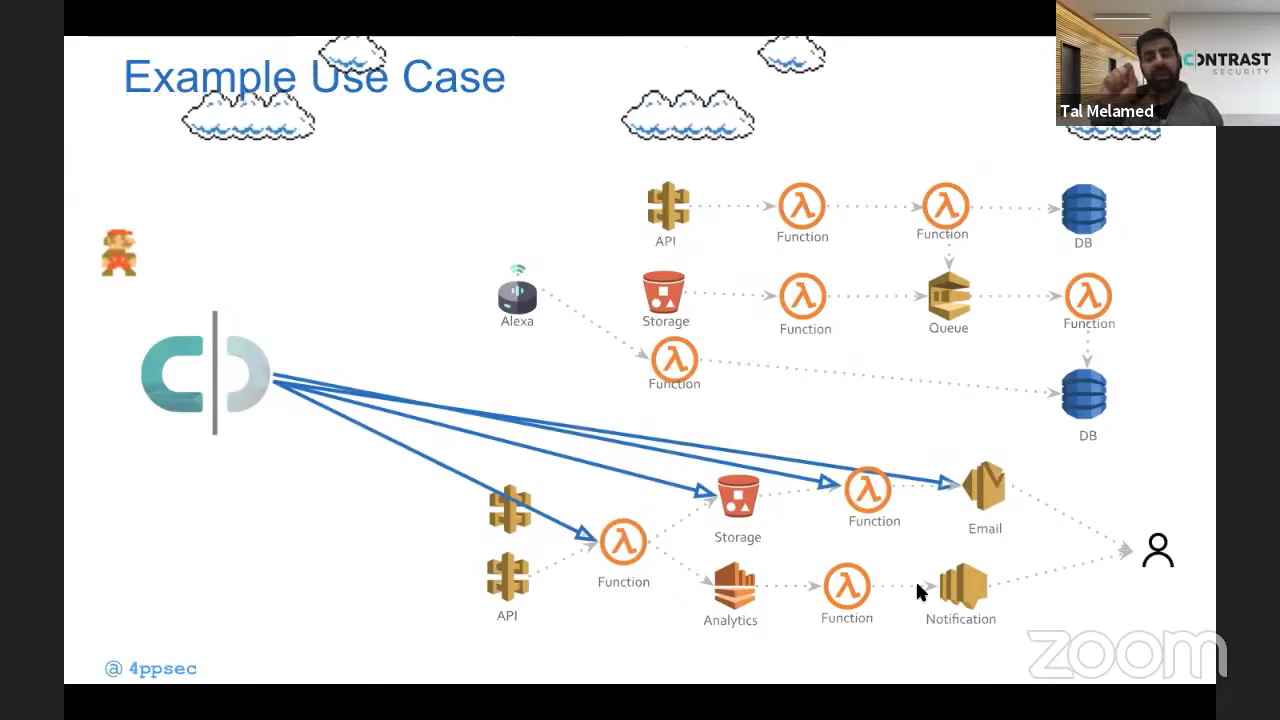 Example Use Case
CONTRAST
SECURITY
Tal Melamed
API
Function
Function
DB
Alexa
Storage
Function
Queue
Function
Function
DB
Storage
Function
Email
Function
API
Analytics
Function
Notification
@ 4ppsec
zoom